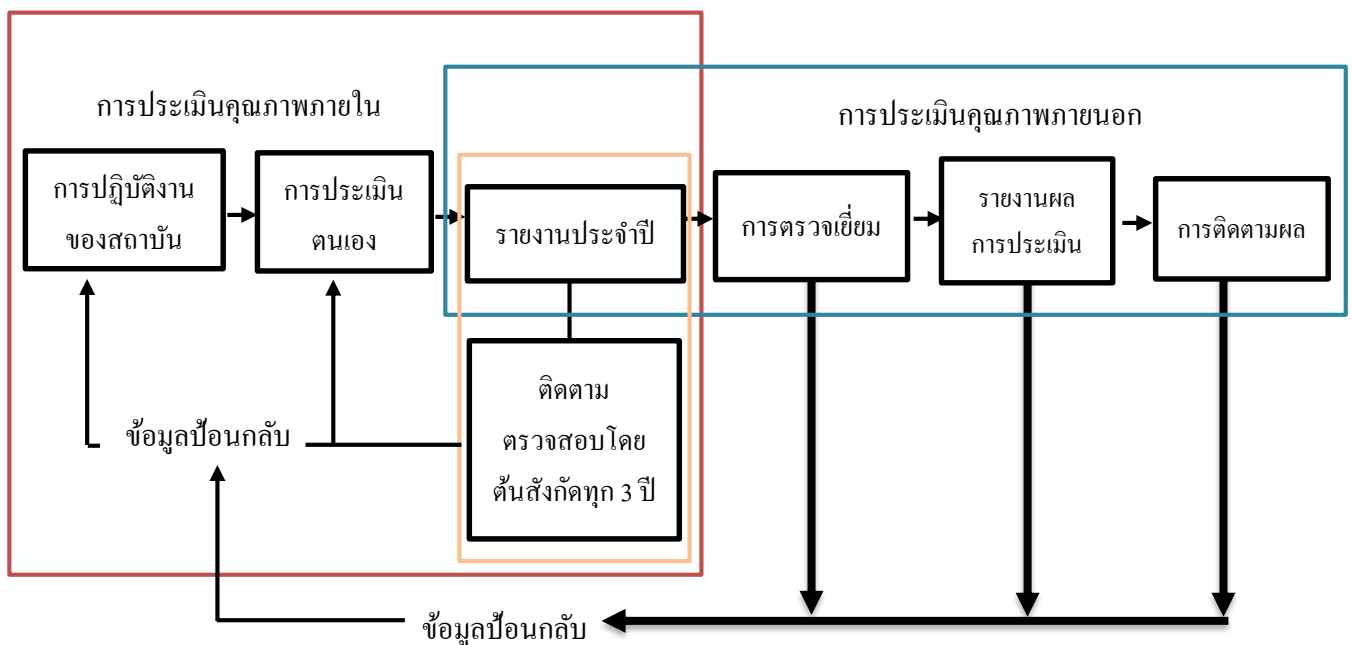 การประเมินคุณภาพภายใน
การประเมินคุณภาพภายนอก
การปฏิบัติงาน
ของสถาบัน
การประเมิน
ตนเอง
รายงานประจำปี
การตรวจเยี่ยม
รายงานผล
การประเมิน
การติดตามผล
ติดตาม
ตรวจสอบโดย
ต้นสังกัดทุก 3 ปี
ข้อมูลป้อนกลับ
ข้อมูลป้อนกลับ